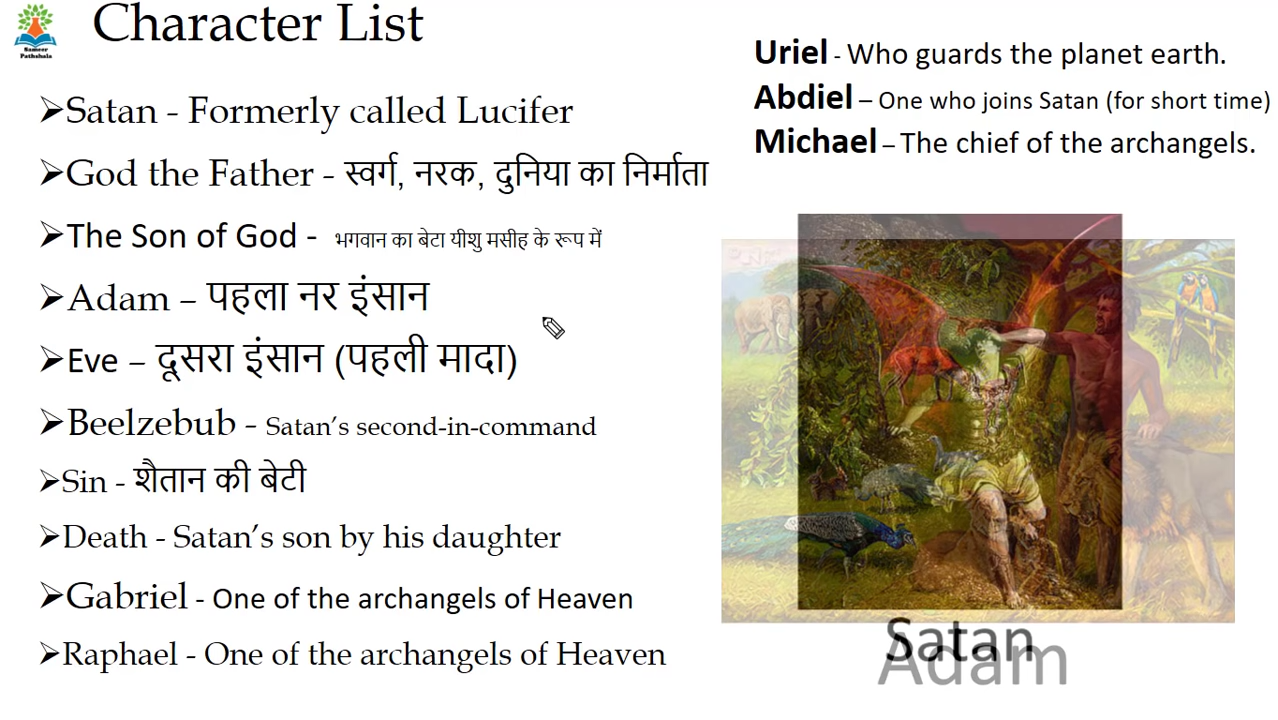 Sameer
Pathshala
Character List
➢Satan - Formerly called Lucifer
➢God the Father - स्वर्ग, नरक, दुनिया का निर्माता
➢The Son of God - भगवान का बेटा यीशु मसीह के रूप में
➢Adam – पहला नर इंसान
➢Eve – दूसरा इंसान (पहली मादा)
➢Beelzebub - Satan’s second-in-command
➢Sin - शैतान की बेटी
➢Death - Satan’s son by his daughter
➢Gabriel - One of the archangels of Heaven
➢Raphael - One of the archangels of Heaven
Uriel - Who guards the planet earth.
Abdiel – One who joins Satan (for short time)
Michael – The chief of the archangels.
Satan
Adam